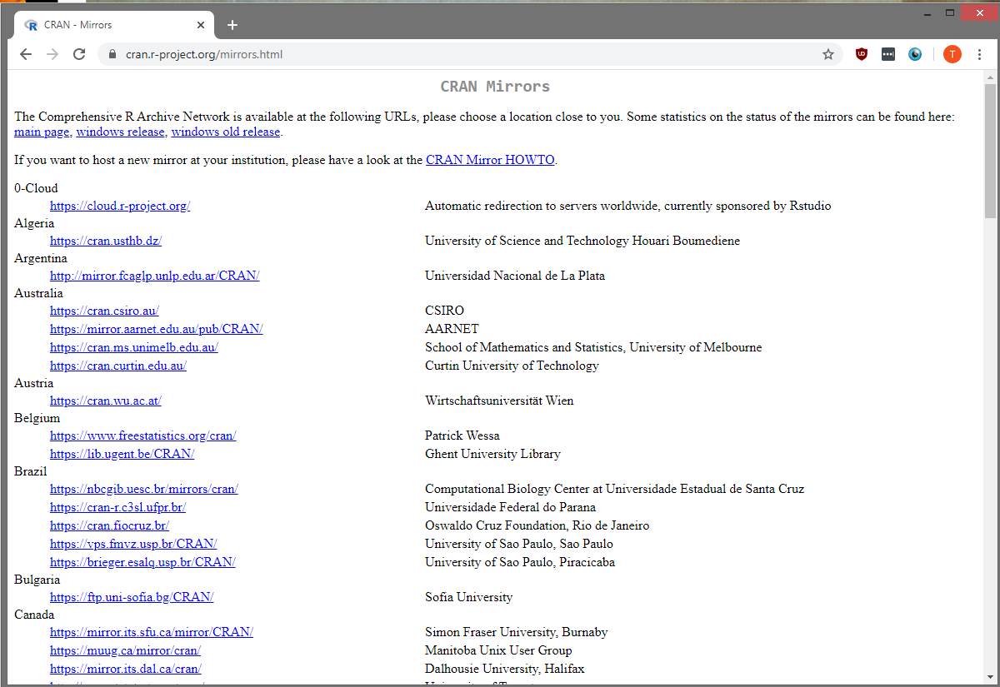 CRAN - Mirrors
cran.r-project.org/mirrors.html
T
CRAN Mirrors
The Comprehensive R Archive Network is available at the following URLs, please choose a location close to you. Some statistics on the status of the mirrors can be found here:
main page, windows release, windows old release.
If you want to host a new mirror at your institution, please have a look at the CRAN Mirror HOWTO.
0-Cloud
https://cloud.r-project.org/ Automatic redirection to servers worldwide, currently sponsored by Rstudio
Algeria
https://cran.usthb.dz/ University of Science and Technology Houari Boumediene
Argentina
http://mirror.fcaglp.unlp.edu.ar/CRAN/ Universidad Nacional de La Plata
Australia
https://cran.csiro.au/ CSIRO
https://mirror.aarnet.edu.au/pub/CRAN/ AARNET
https://cran.ms.unimelb.edu.au/ School of Mathematics and Statistics, University of Melbourne
https://cran.curtin.edu.au/ Curtin University of Technology
Austria
https://cran.wu.ac.at/ Wirtschaftsuniversität Wien
Belgium
https://www.freestatistics.org/cran/ Patrick Wessa
https://lib.ugent.be/CRAN/ Ghent University Library
Brazil
https://nbcgib.uesc.br/mirrors/cran/ Computational Biology Center at Universidade Estadual de Santa Cruz
https://cran-r.c3sl.ufpr.br/ Universidade Federal do Parana
https://cran.fiocruz.br/ Oswaldo Cruz Foundation, Rio de Janeiro
https://vps.fmvz.usp.br/CRAN/ University of Sao Paulo, Sao Paulo
https://brieger.esalq.usp.br/CRAN/ University of Sao Paulo, Piracicaba
Bulgaria
https://ftp.uni-sofia.bg/CRAN/ Sofia University
Canada
https://mirror.its.sfu.ca/mirror/CRAN/ Simon Fraser University, Burnaby
https://muug.ca/mirror/cran/ Manitoba Unix User Group
https://mirror.its.dal.ca/cran/ Dalhousie University, Halifax